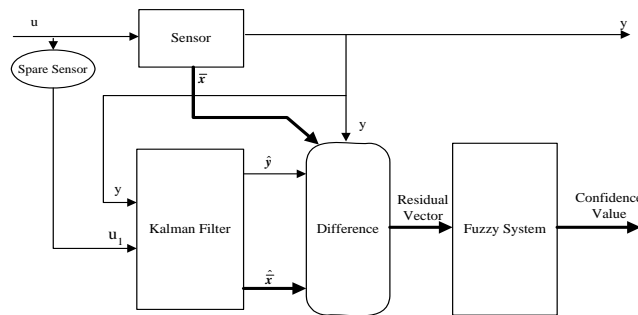 u
Sensor
y
Spare Sensor
x̄
y
ŷ
y
Kalman Filter
u₁
x̄̂
Difference
Residual
Vector
Fuzzy System
Confidence
Value